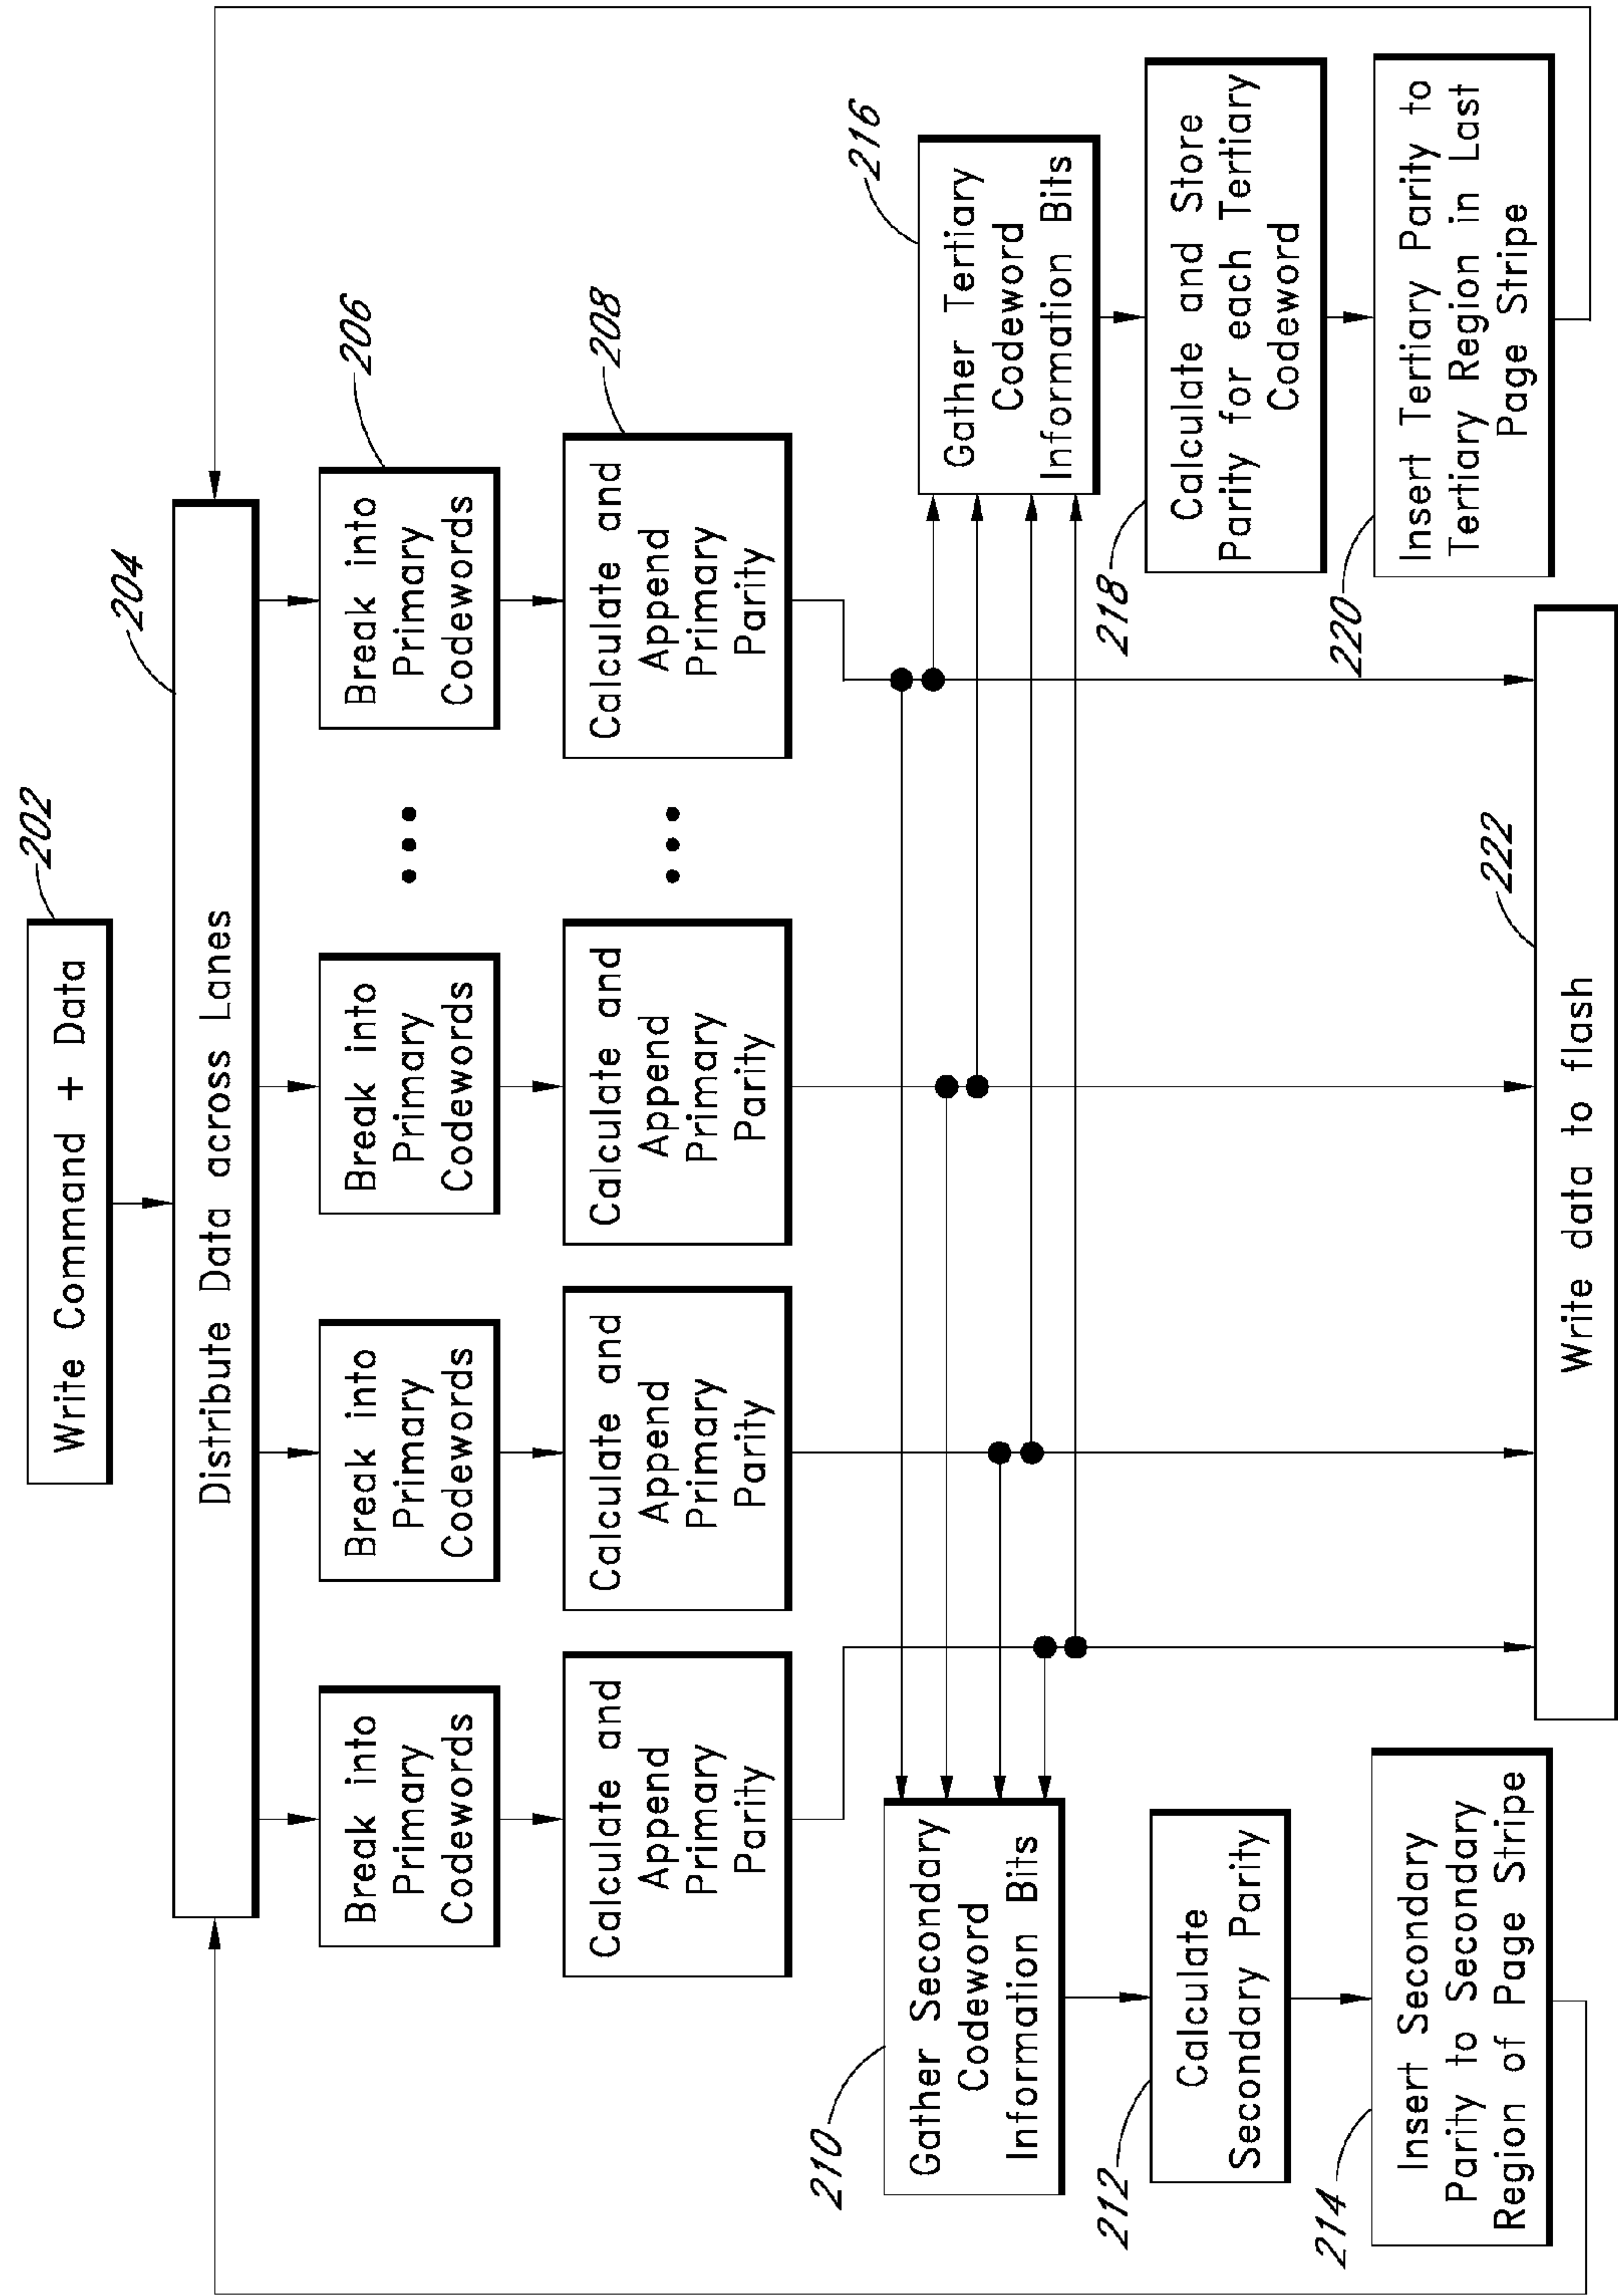 202
Write Command + Data
204
Distribute Data across Lanes
206
Break into
Primary
Codewords
Break into
Primary
Codewords
Break into
Primary
Codewords
• • •
Break into
Primary
Codewords
208
Calculate and
Append
Primary
Parity
Calculate and
Append
Primary
Parity
Calculate and
Append
Primary
Parity
• • •
Calculate and
Append
Primary
Parity
210
Gather Secondary
Codeword
Information Bits
212
Calculate
Secondary Parity
214
Insert Secondary
Parity to Secondary
Region of Page Stripe
216
Gather Tertiary
Codeword
Information Bits
218
Calculate and Store
Parity for each Tertiary
Codeword
220
Insert Tertiary Parity to
Tertiary Region in Last
Page Stripe
222
Write data to flash